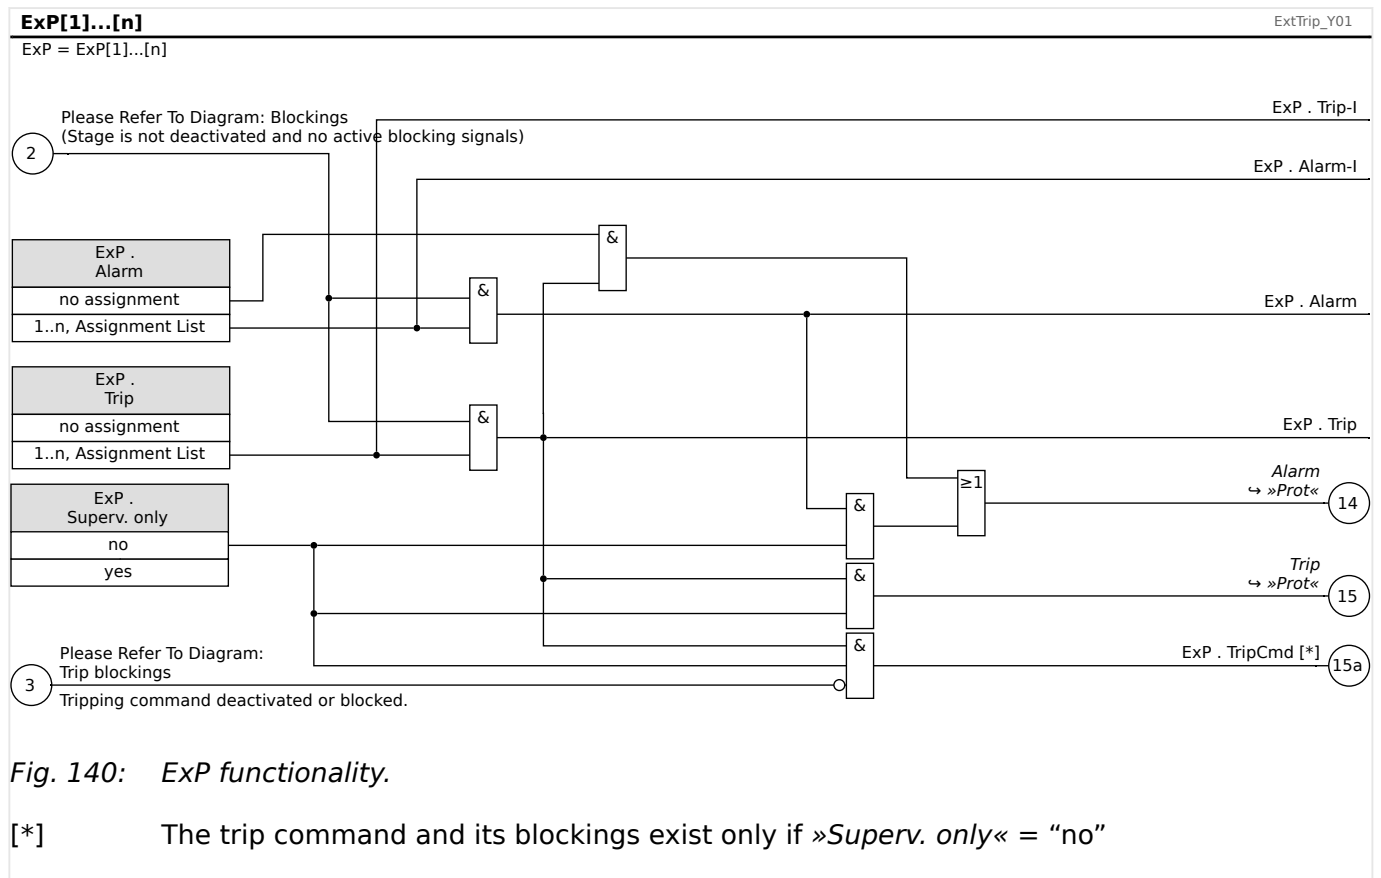 ExP[1]...[n]
ExtTrip_Y01
ExP = ExP[1]...[n]
Please Refer To Diagram: Blockings
(Stage is not deactivated and no active blocking signals)
2
ExP . Trip-I
ExP . Alarm-I
ExP .
Alarm
no assignment
1..n, Assignment List
&
&
ExP . Alarm
ExP .
Trip
no assignment
1..n, Assignment List
&
ExP . Trip
ExP .
Superv. only
no
yes
&
≥1
Alarm
↪ »Prot«
14
&
Trip
↪ »Prot«
15
&
ExP . TripCmd [*]
15a
Please Refer To Diagram:
Trip blockings
3
Tripping command deactivated or blocked.
Fig. 140: ExP functionality.
[*] The trip command and its blockings exist only if »Superv. only« = “no”